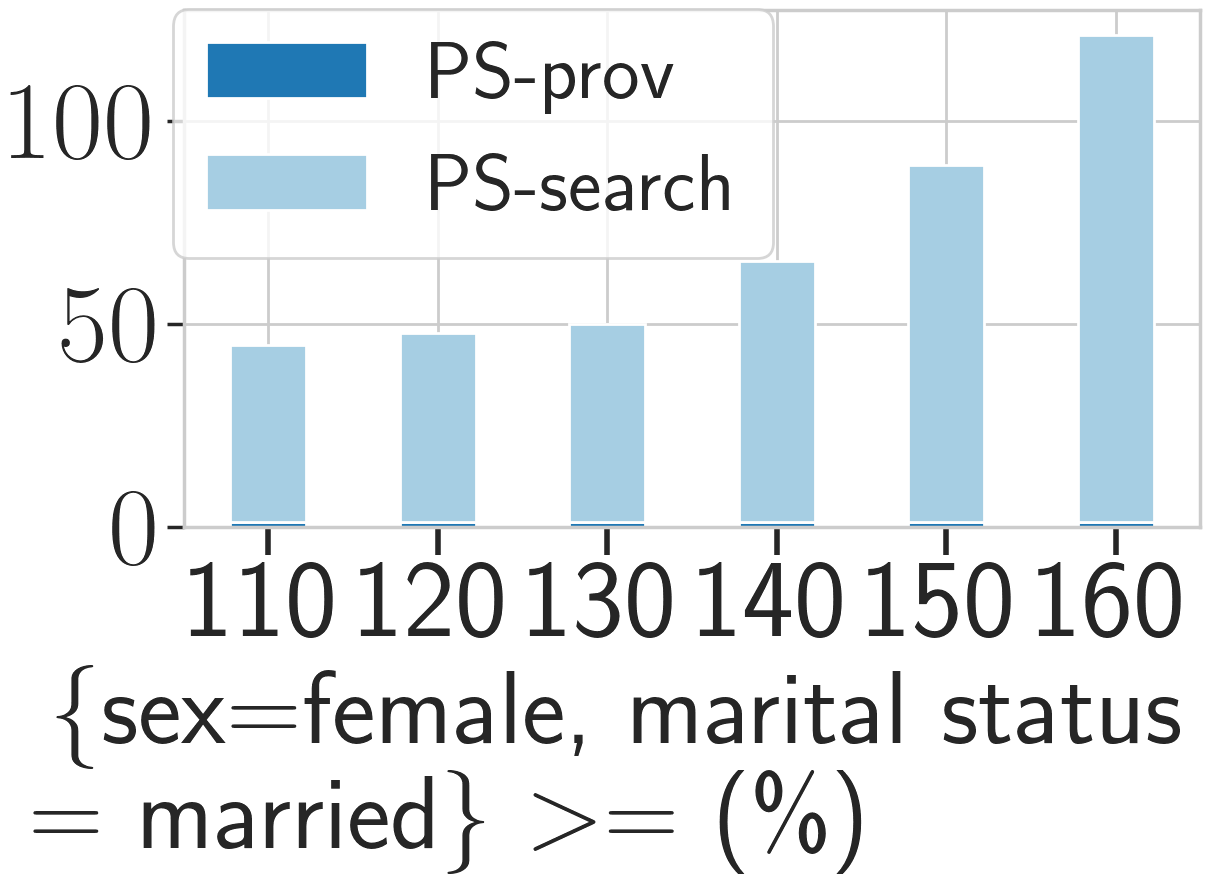 PS-prov
PS-search
100
50
0
110 120 130 140 150 160
{sex=female, marital status
= married} >= (%)